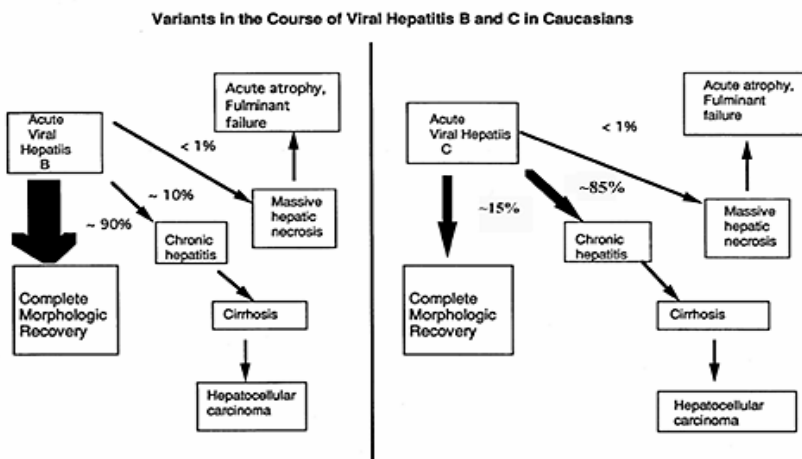 Variants in the Course of Viral Hepatitis B and C in Caucasians
Acute
Viral
Hepatiis
B
Acute atrophy,
Fulminant
failure
< 1%
~ 10%
~ 90%
Massive
hepatic
necrosis
Chronic
hepatitis
Complete
Morphologic
Recovery
Cirrhosis
Hepatocellular
carcinoma
Acute
Viral Hepatiis
C
Acute atrophy,
Fulminant
failure
< 1%
~85%
~15%
Massive
hepatic
necrosis
Chronic
hepatitis
Complete
Morphologic
Recovery
Cirrhosis
Hepatocellular
carcinoma